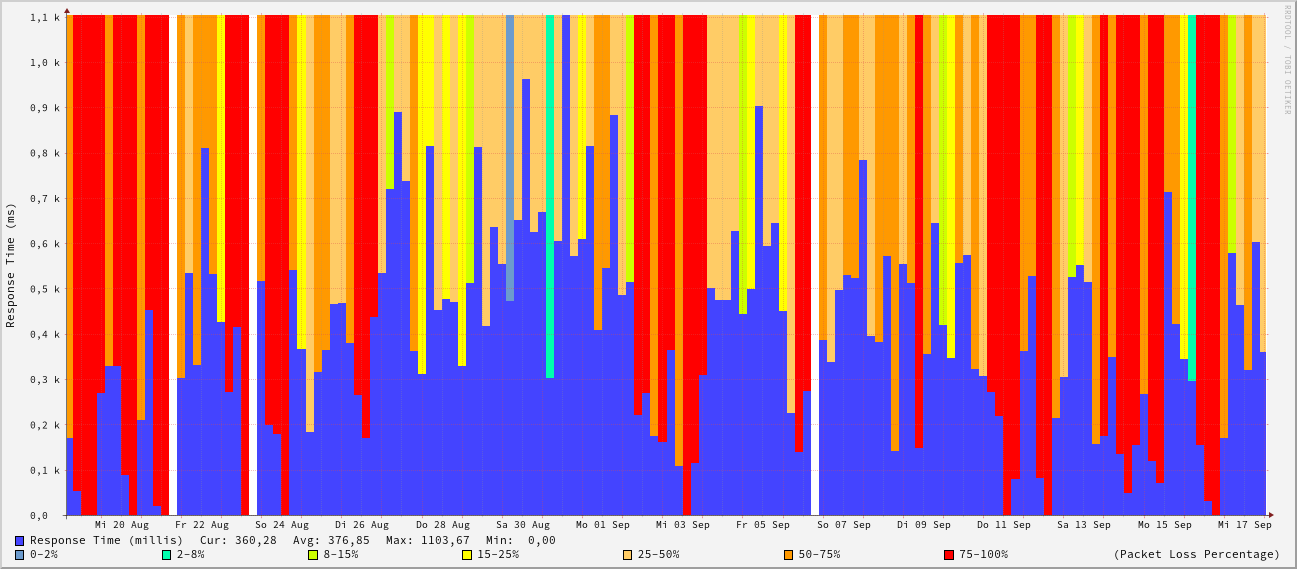 1,1 k
1,0 k
0,9 k
0,8 k
0,7 k
0,6 k
0,5 k
0,4 k
0,3 k
0,2 k
0,1 k
0,0
Response Time (ms)
RRDTOOL / TOBI OETIKER
Mi 20 Aug Fr 22 Aug So 24 Aug Di 26 Aug Do 28 Aug Sa 30 Aug Mo 01 Sep Mi 03 Sep Fr 05 Sep So 07 Sep Di 09 Sep Do 11 Sep Sa 13 Sep Mo 15 Sep Mi 17 Sep
Response Time (millis) Cur: 360,28 Avg: 376,85 Max: 1103,67 Min: 0,00
0-2% 2-8% 8-15% 15-25% 25-50% 50-75% 75-100% (Packet Loss Percentage)